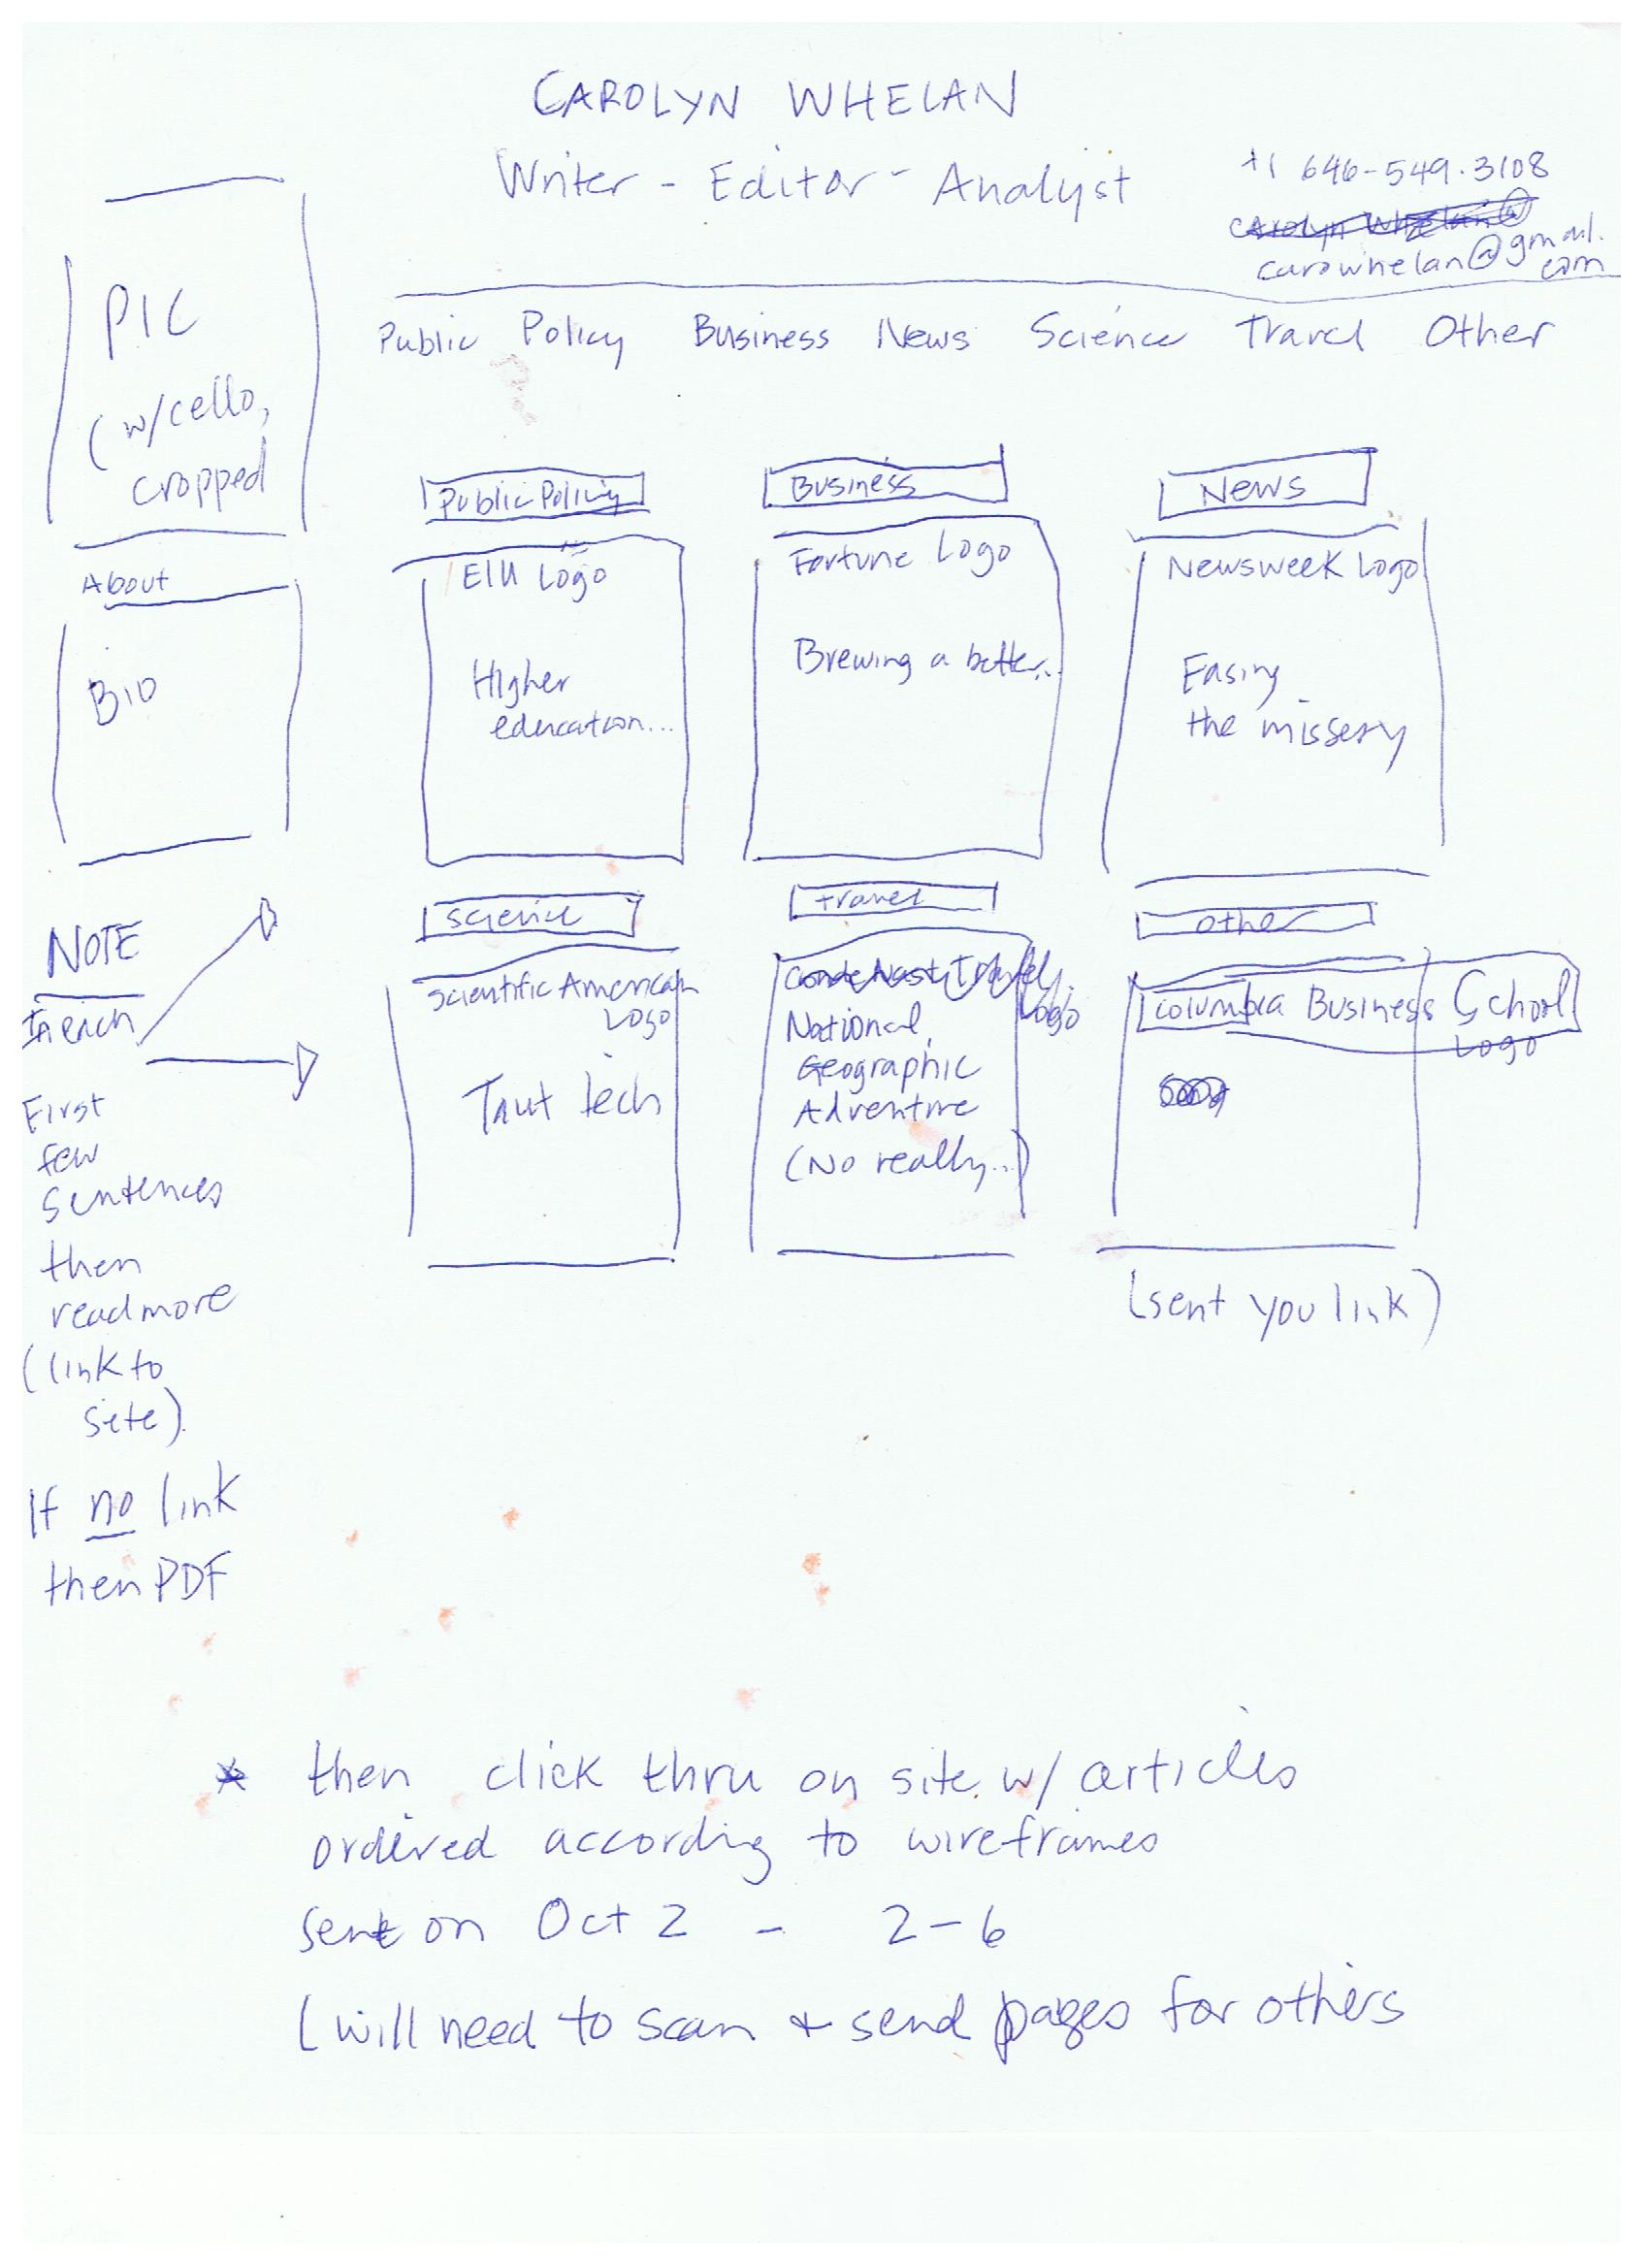 CAROLYN WHELAN
Writer - Editor - Analyst
+1 646-549.3108
carolyn Whelan@
carowhelan@gmail.
com
Public Policy Business News Science Travel Other
PIC
(w/cello,
cropped
About
Bio
Public Policy
EIU Logo
Higher
education...
Business
Fortune Logo
Brewing a better...
News
Newsweek Logo
Easing
the missery
Science
Scientific American
Logo
Taut tech
travel
Conde Nast Travel
Logo
National
Geographic
Adventure
(No really...)
other
Columbia Business School
Logo
(sent you link)
NOTE
In each
First
few
sentences
then
read more
(link to
site).
If no link
then PDF
* then click thru on site w/ articles
ordered according to wireframes
sent on Oct 2 - 2-6
(will need to scan + send pages for others